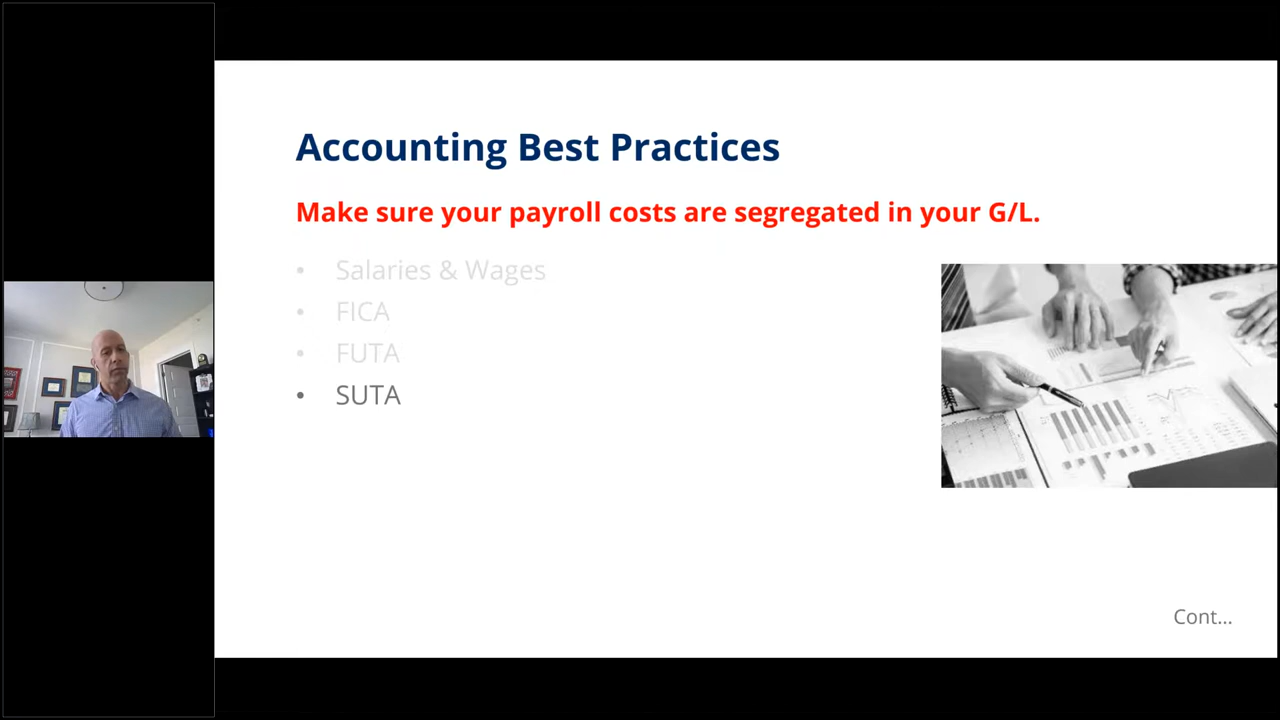 Accounting Best Practices
Make sure your payroll costs are segregated in your G/L.
• Salaries & Wages
• FICA
• FUTA
• SUTA
Cont...